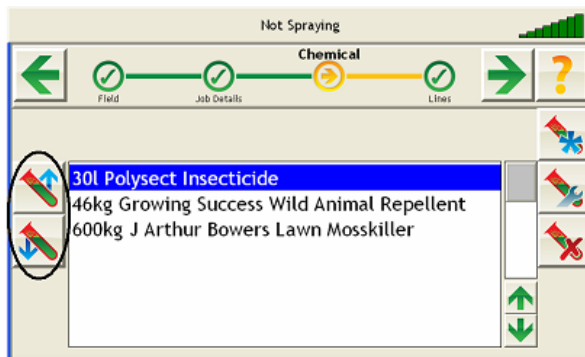 Not Spraying
Chemical
Field
Job Details
Lines
?
30l Polysect Insecticide
46kg Growing Success Wild Animal Repellent
600kg J Arthur Bowers Lawn Mosskiller